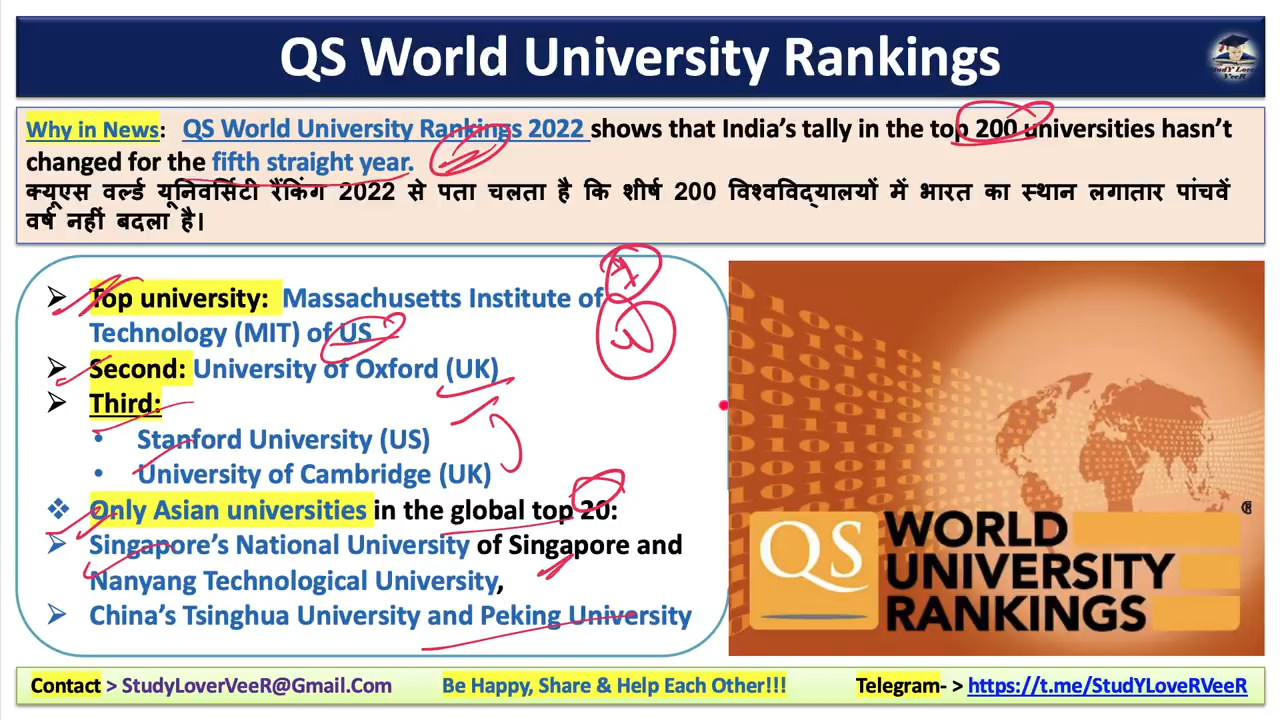 QS World University Rankings
StudY Lover
VeeR
Why in News: QS World University Rankings 2022 shows that India's tally in the top 200 universities hasn't
changed for the fifth straight year.
क्यूएस वर्ल्ड यूनिवर्सिटी रैंकिंग 2022 से पता चलता है कि शीर्ष 200 विश्वविद्यालयों में भारत का स्थान लगातार पांचवें
वर्ष नहीं बदला है।
➢ Top university: Massachusetts Institute of
Technology (MIT) of US
➢ Second: University of Oxford (UK)
➢ Third:
• Stanford University (US)
• University of Cambridge (UK)
❖ Only Asian universities in the global top 20:
➢ Singapore's National University of Singapore and
Nanyang Technological University,
➢ China's Tsinghua University and Peking University
QS
WORLD
UNIVERSITY
RANKINGS
®
Contact > StudyLoverVeeR@Gmail.Com
Be Happy, Share & Help Each Other!!!
Telegram- > https://t.me/StudYLoveRVeeR